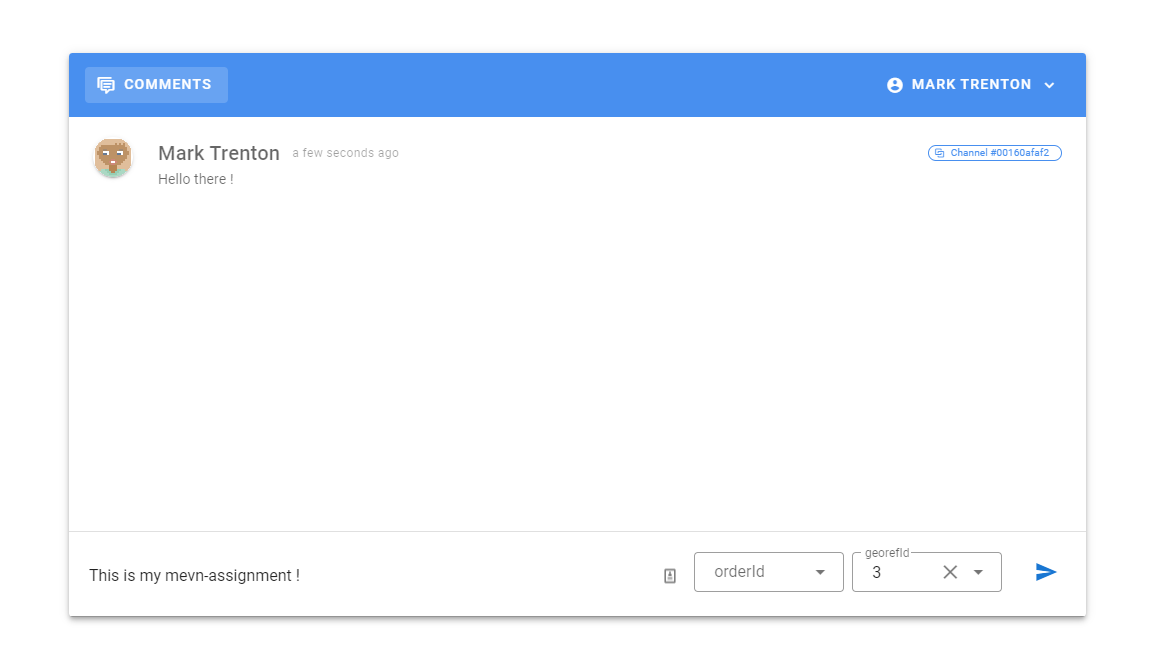 COMMENTS
MARK TRENTON
Mark Trenton a few seconds ago
Channel #00160afaf2
Hello there !
This is my mevn-assignment !
orderId
georefId
3